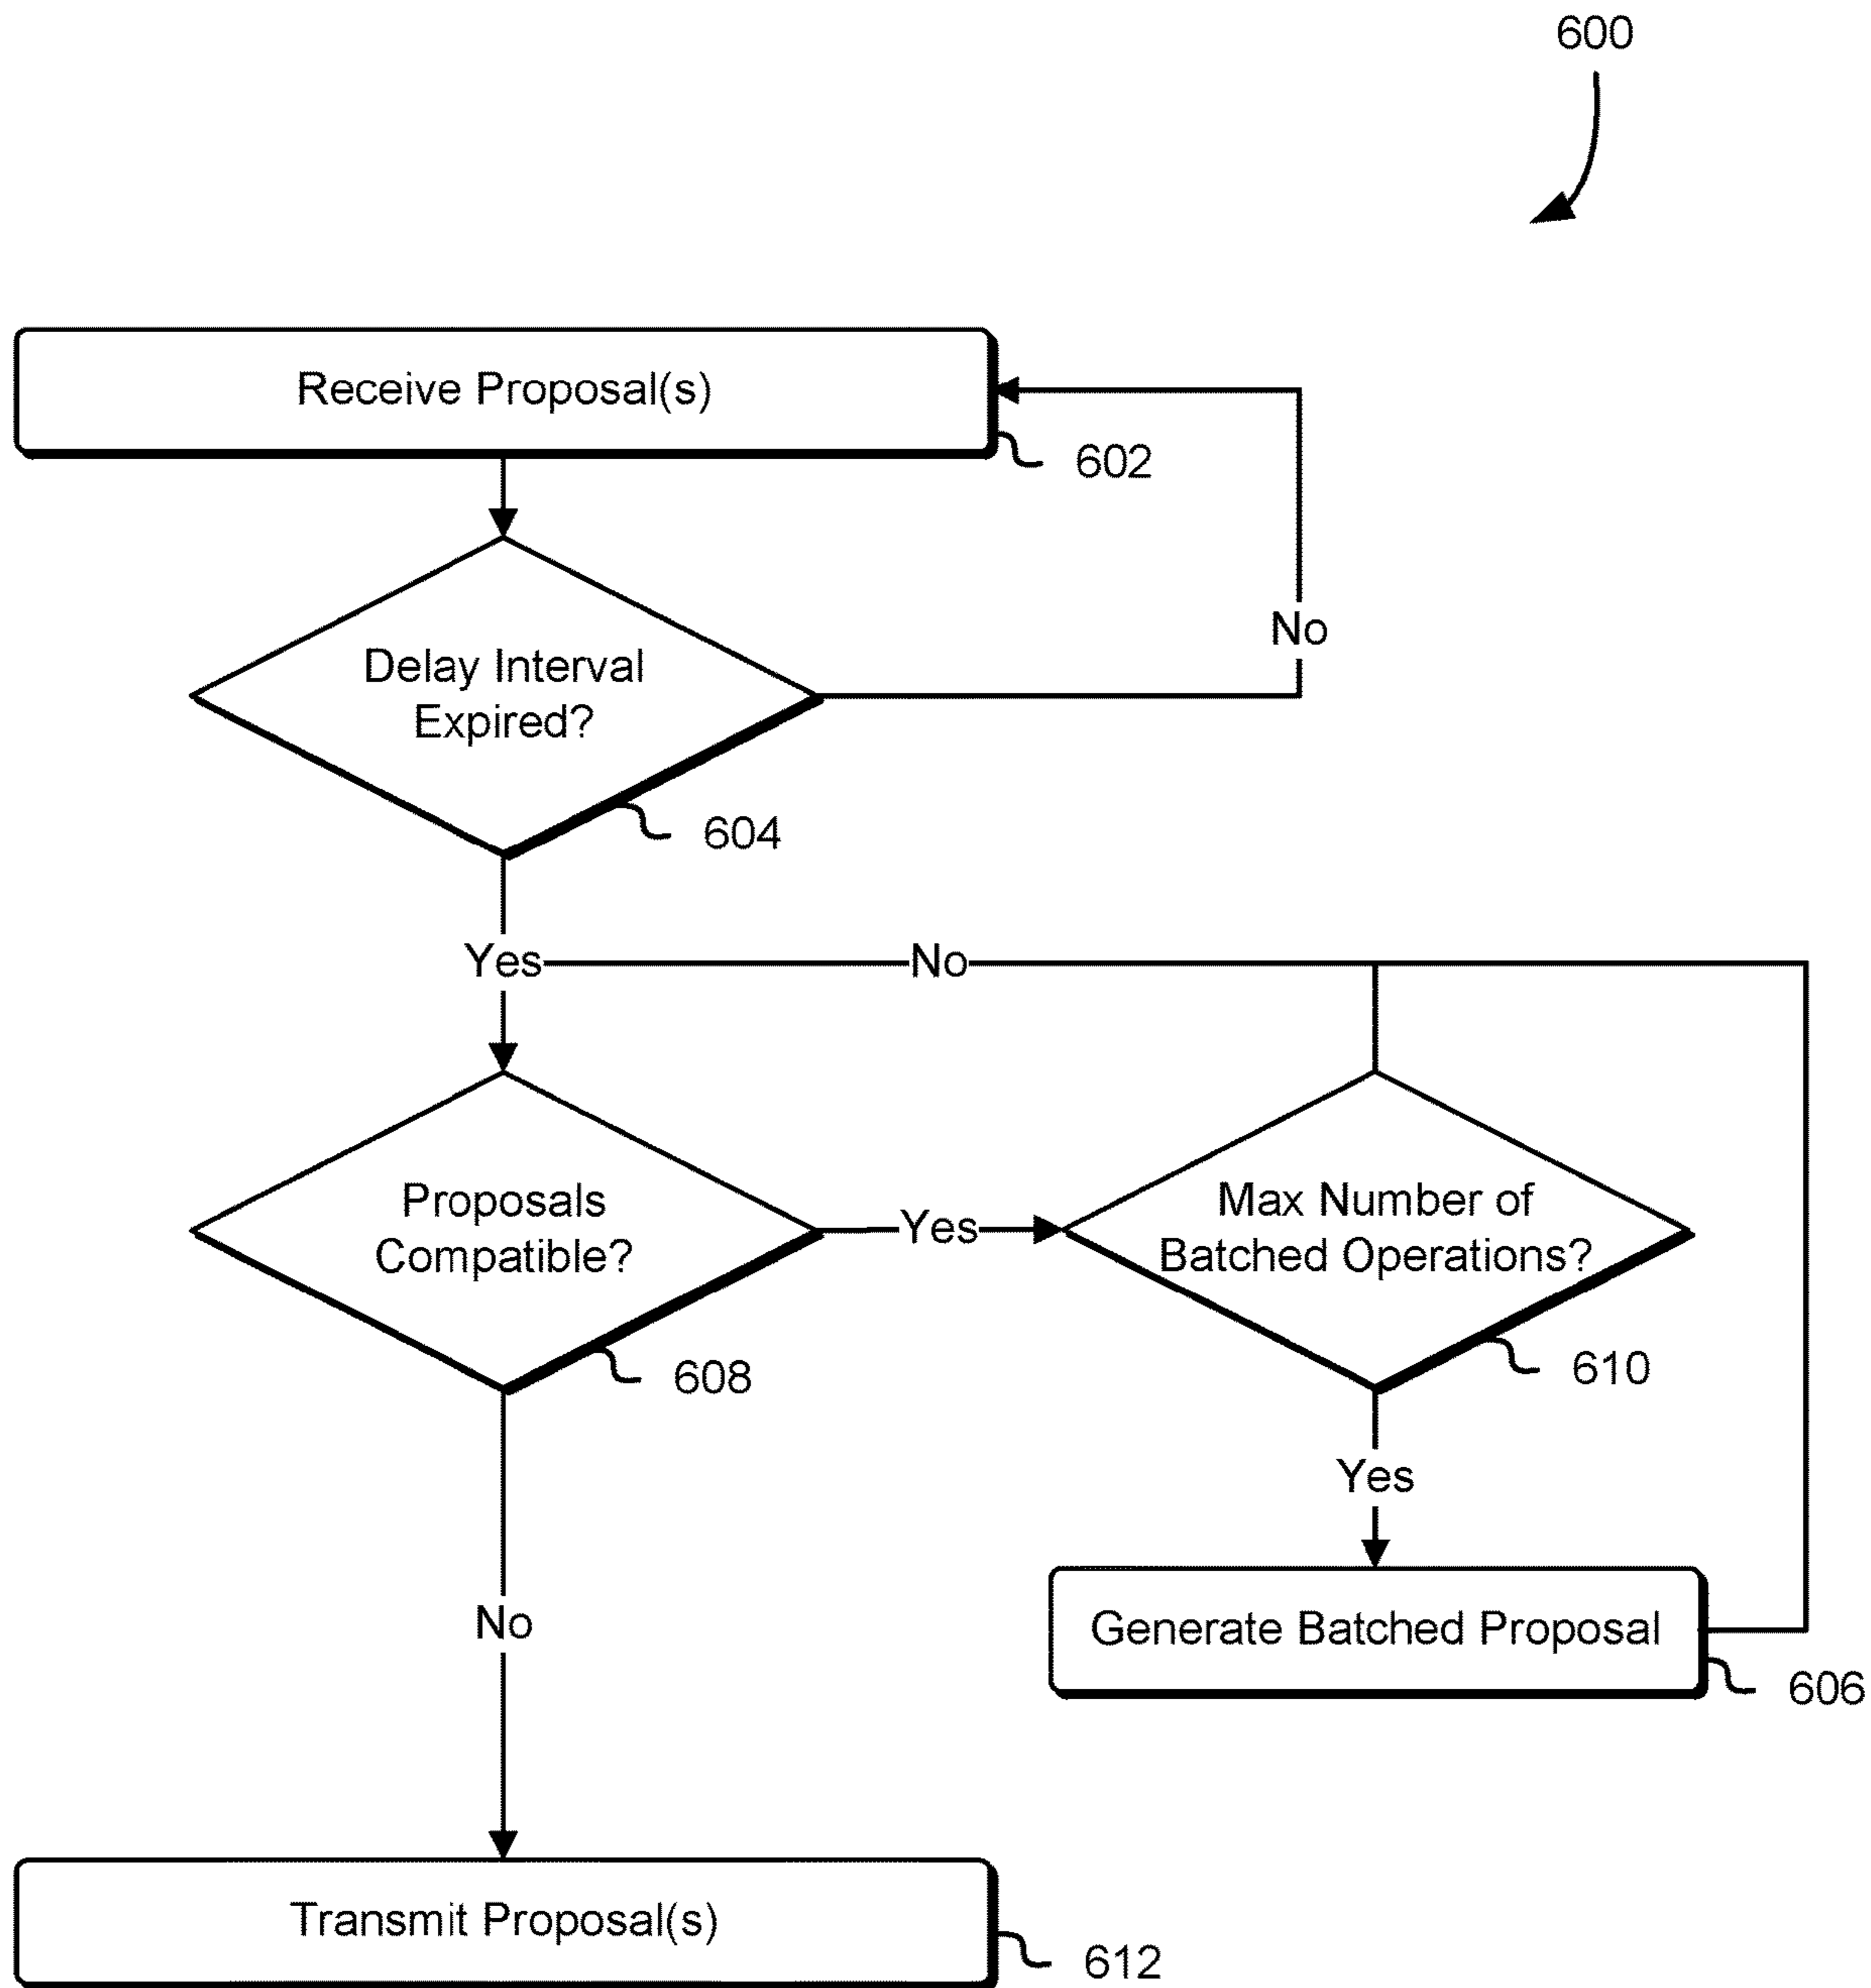 600
Receive Proposal(s)
602
No
Delay Interval
Expired?
604
Yes
No
Proposals
Compatible?
608
Yes
Max Number of
Batched Operations?
610
Yes
No
Generate Batched Proposal
606
Transmit Proposal(s)
612